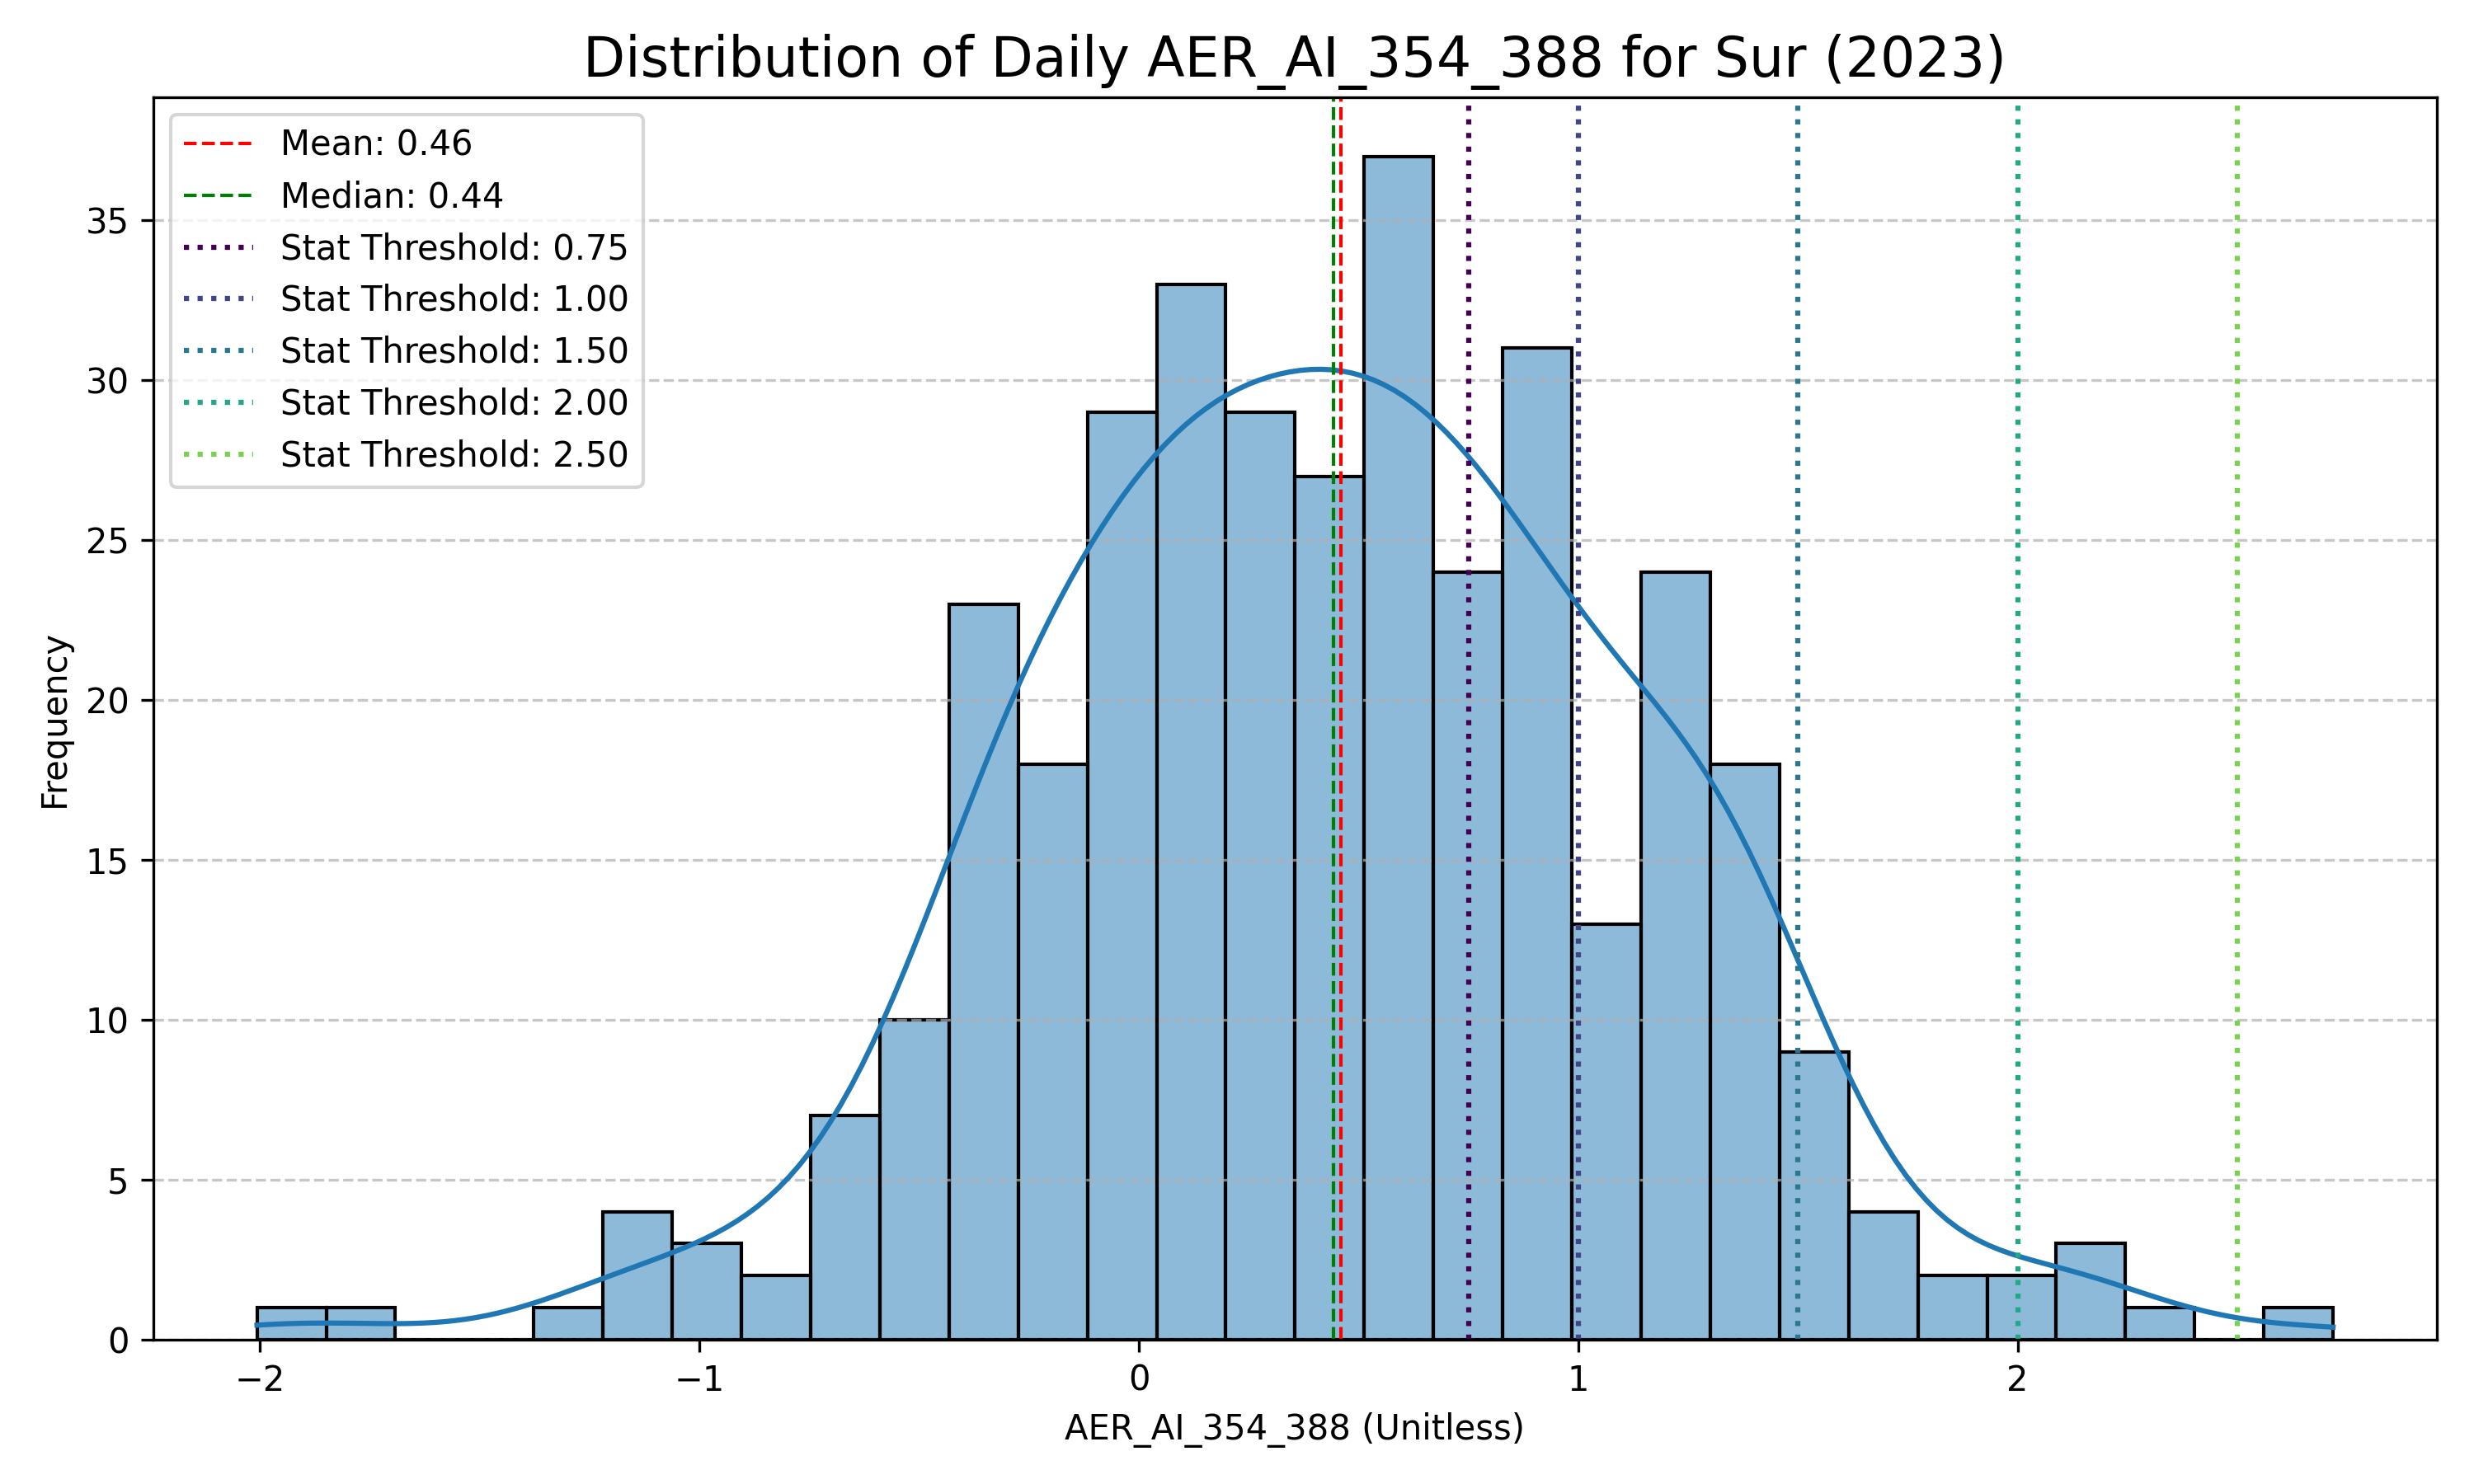 Distribution of Daily AER_AI_354_388 for Sur (2023)
Mean: 0.46
Median: 0.44
Stat Threshold: 0.75
Stat Threshold: 1.00
Stat Threshold: 1.50
Stat Threshold: 2.00
Stat Threshold: 2.50
35
30
25
20
15
10
5
0
Frequency
−2
−1
0
1
2
AER_AI_354_388 (Unitless)